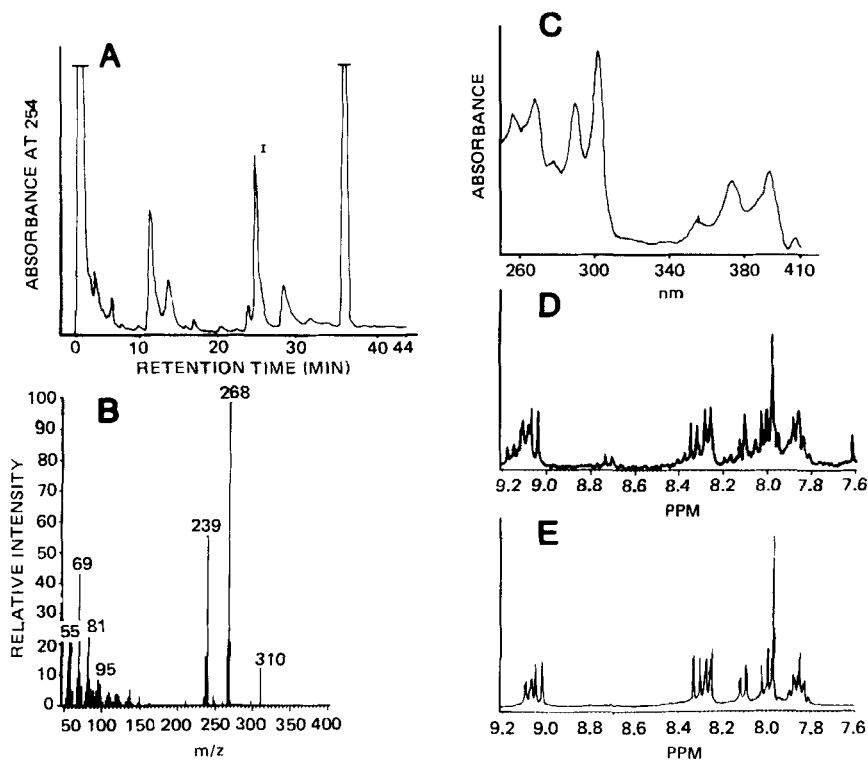 A
ABSORBANCE AT 254
I
0 10 20 30 40 44
RETENTION TIME (MIN)
B
RELATIVE INTENSITY
100
90
80
70
60
50
40
30
20
10
0
268
239
69
55
81
95
310
50 100 150 200 250 300 350 400
m/z
C
ABSORBANCE
260 300 340 380 410
nm
D
9.2 9.0 8.8 8.6 8.4 8.2 8.0 7.8 7.6
PPM
E
9.2 9.0 8.8 8.6 8.4 8.2 8.0 7.8 7.6
PPM